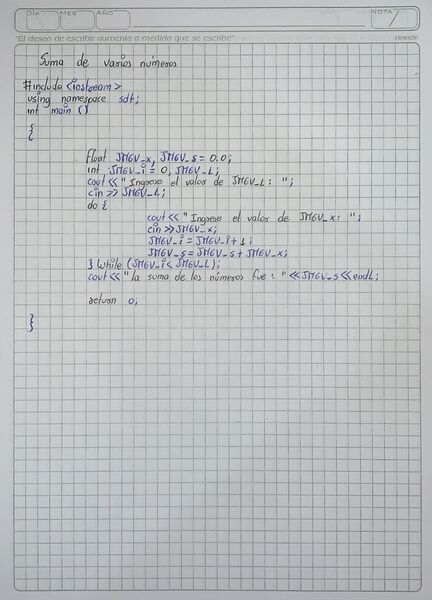 DÍA MES AÑO NOTA
"El deseo de escribir aumenta a medida que se escribe" Horacio
Suma de varios números
#include <iostream>
using namespace sdt;
int main ()
{
float JMGV_x, JMGV_s = 0.0;
int JMGV_i = 0, JMGV_L;
cout << "Ingrese el valor de JMGV_L: ";
cin >> JMGV_L;
do {
cout << "Ingrese el valor de JMGV_x: ";
cin >> JMGV_x;
JMGV_i = JMGV_i + 1;
JMGV_s = JMGV_s + JMGV_x;
} while (JMGV_i < JMGV_L);
cout << "la suma de los números fue: " << JMGV_s << endl;
return 0;
}